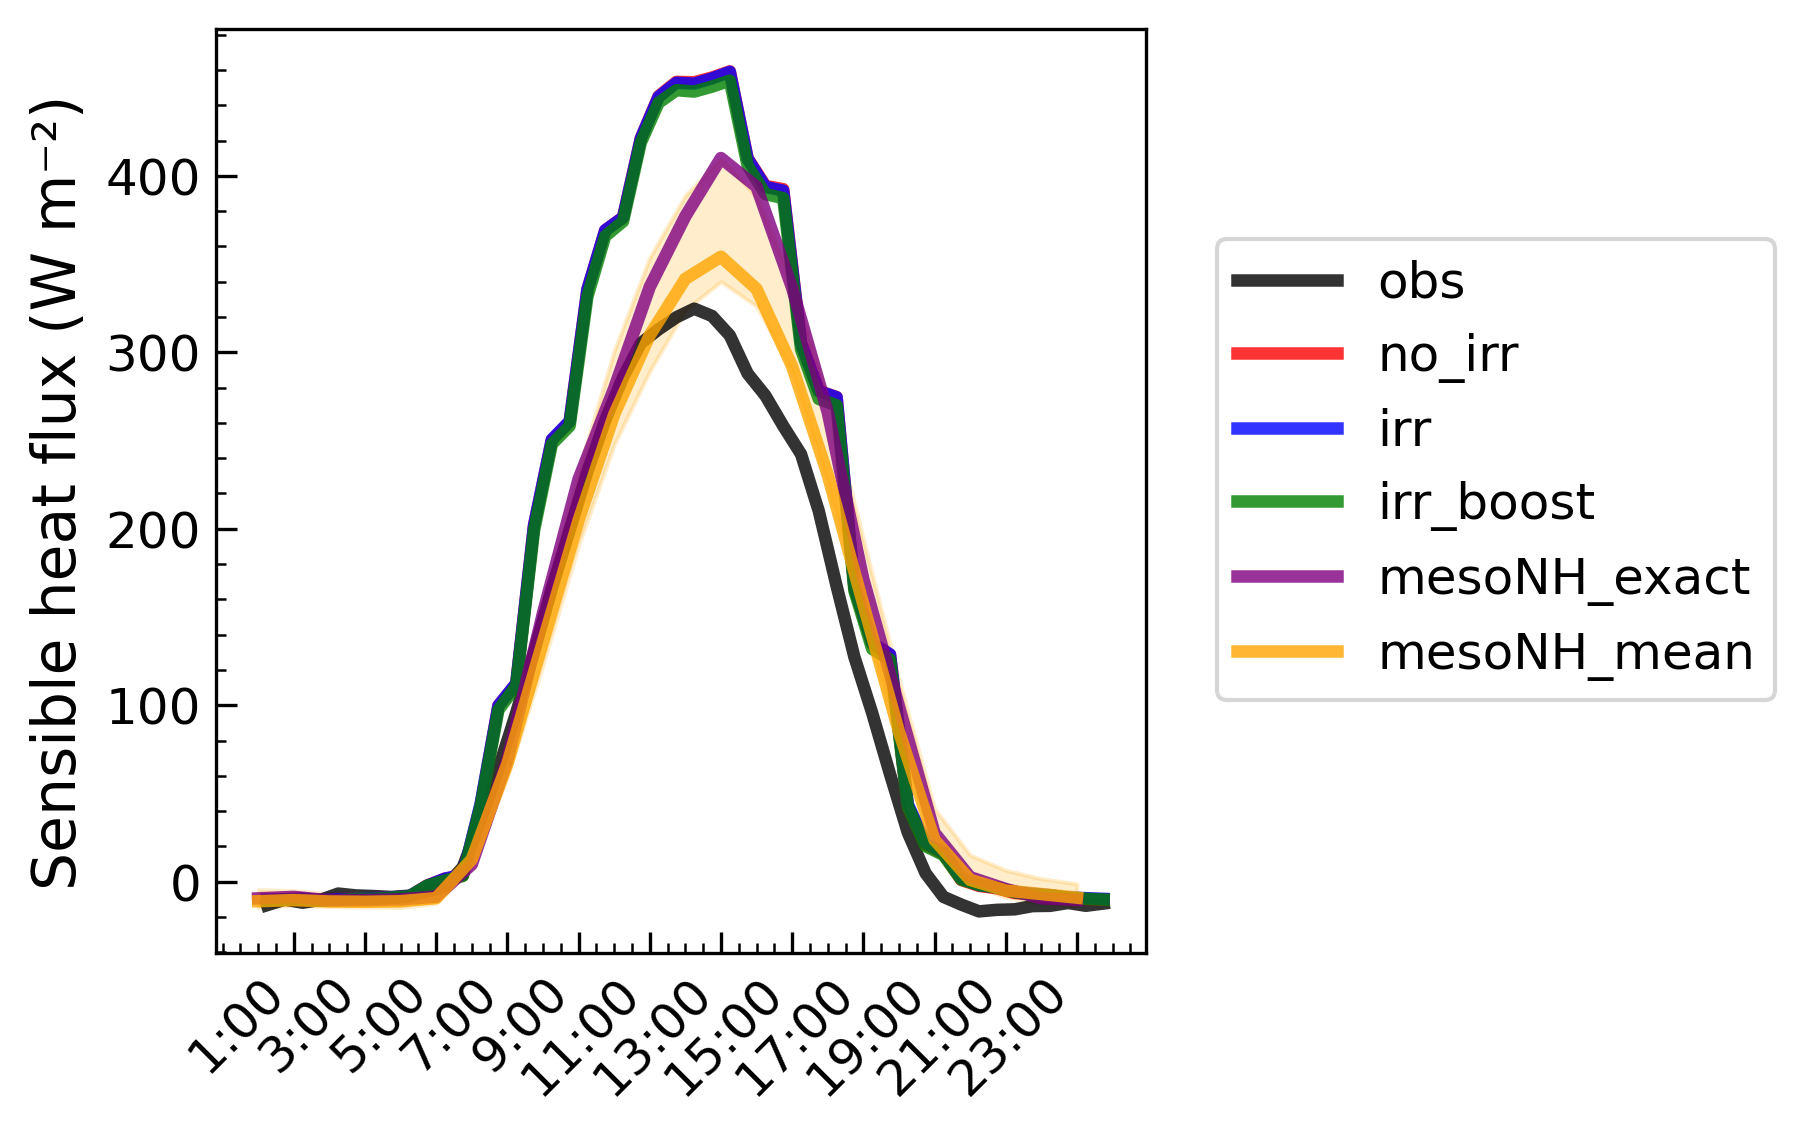 Sensible heat flux (W m⁻²)
400
300
200
100
0
1:00
3:00
5:00
7:00
9:00
11:00
13:00
15:00
17:00
19:00
21:00
23:00
obs
no_irr
irr
irr_boost
mesoNH_exact
mesoNH_mean